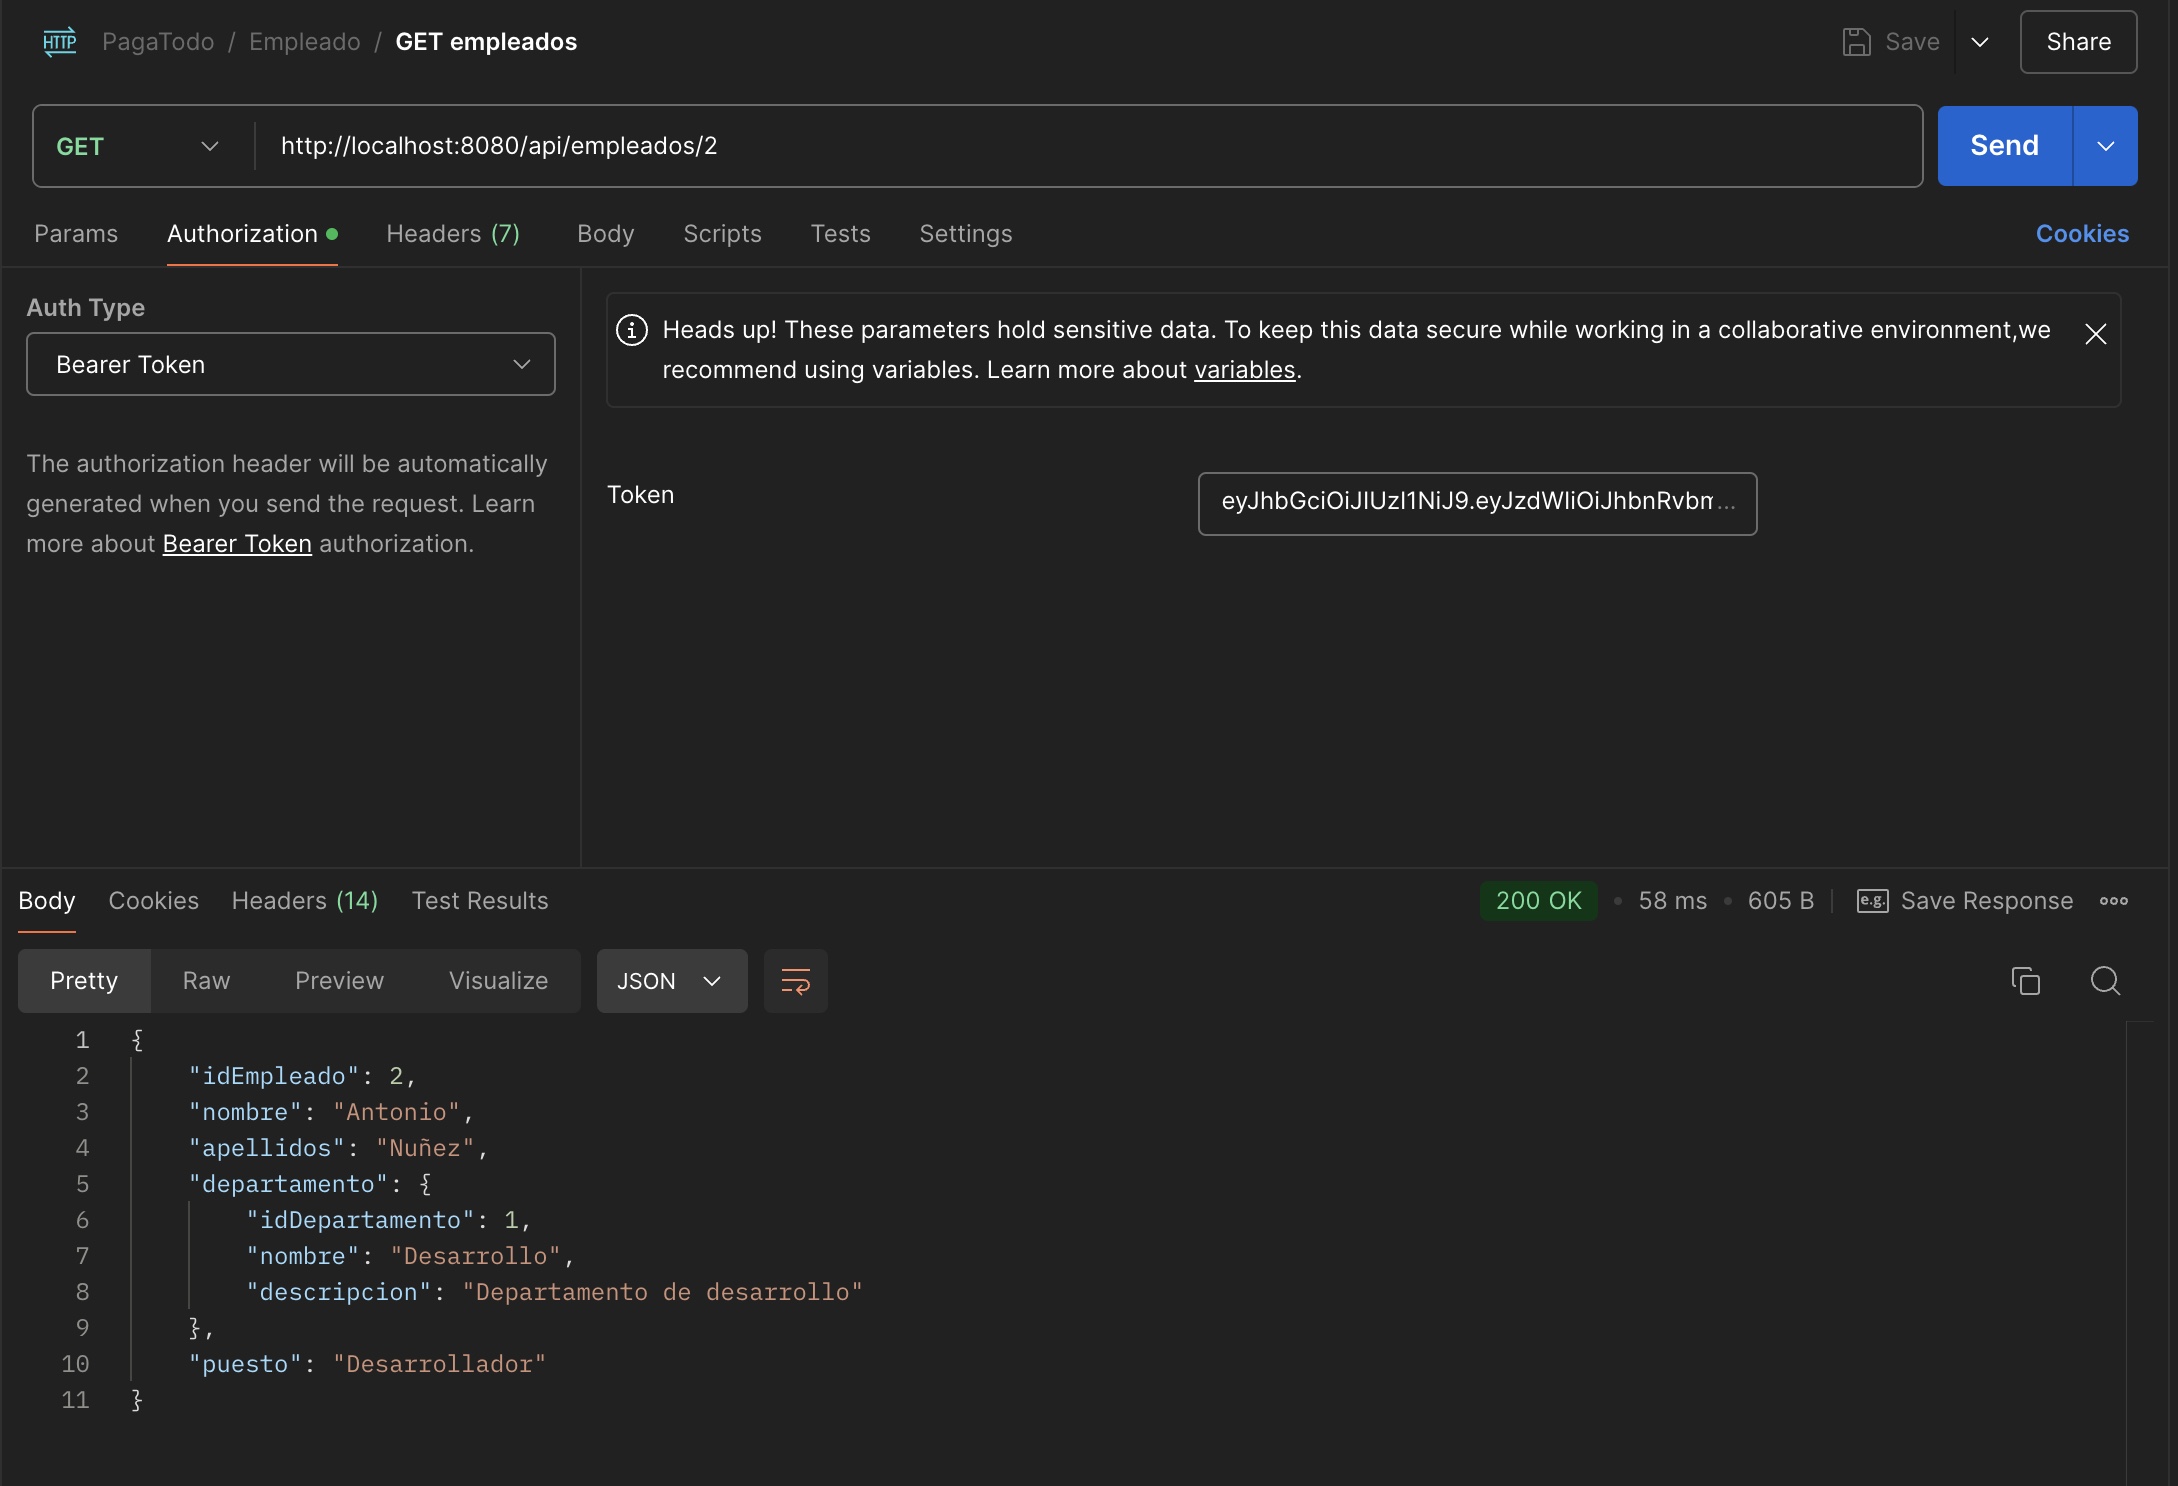 HTTP PagaTodo / Empleado / GET empleados Save Share
GET http://localhost:8080/api/empleados/2 Send
Params Authorization Headers (7) Body Scripts Tests Settings Cookies
Auth Type
Bearer Token
The authorization header will be automatically
generated when you send the request. Learn
more about Bearer Token authorization.
Heads up! These parameters hold sensitive data. To keep this data secure while working in a collaborative environment,we
recommend using variables. Learn more about variables.
Token eyJhbGciOiJIUzI1NiJ9.eyJzdWIiOiJhbnRvbm...
Body Cookies Headers (14) Test Results 200 OK • 58 ms • 605 B e.g. Save Response
Pretty Raw Preview Visualize JSON
1 {
2 "idEmpleado": 2,
3 "nombre": "Antonio",
4 "apellidos": "Nuñez",
5 "departamento": {
6 "idDepartamento": 1,
7 "nombre": "Desarrollo",
8 "descripcion": "Departamento de desarrollo"
9 },
10 "puesto": "Desarrollador"
11 }